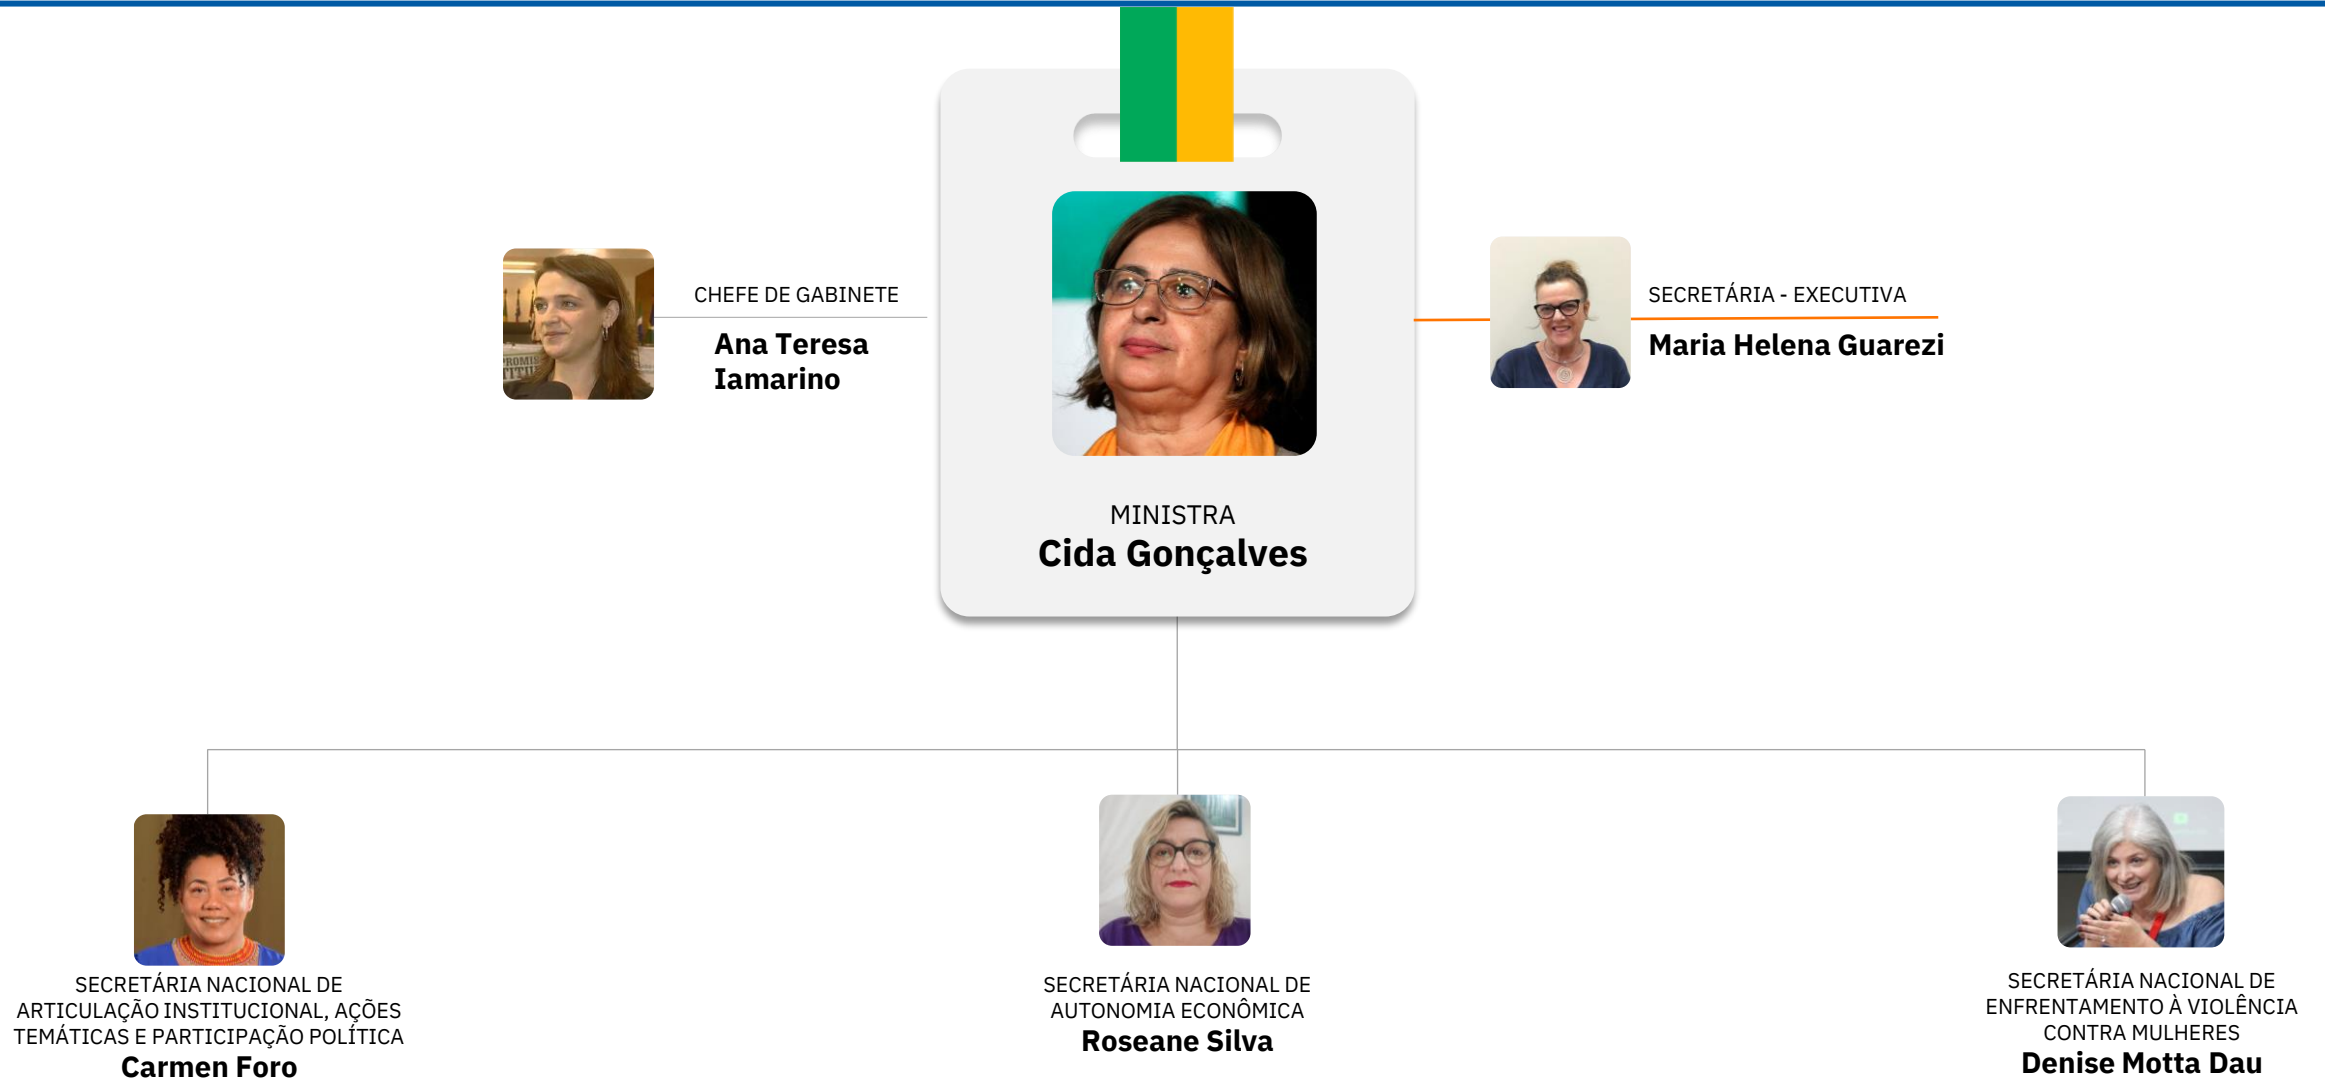 CHEFE DE GABINETE
Ana Teresa
Iamarino
SECRETÁRIA - EXECUTIVA
Maria Helena Guarezi
MINISTRA
Cida Gonçalves
SECRETÁRIA NACIONAL DE
ARTICULAÇÃO INSTITUCIONAL, AÇÕES
TEMÁTICAS E PARTICIPAÇÃO POLÍTICA
Carmen Foro
SECRETÁRIA NACIONAL DE
AUTONOMIA ECONÔMICA
Roseane Silva
SECRETÁRIA NACIONAL DE
ENFRENTAMENTO À VIOLÊNCIA
CONTRA MULHERES
Denise Motta Dau